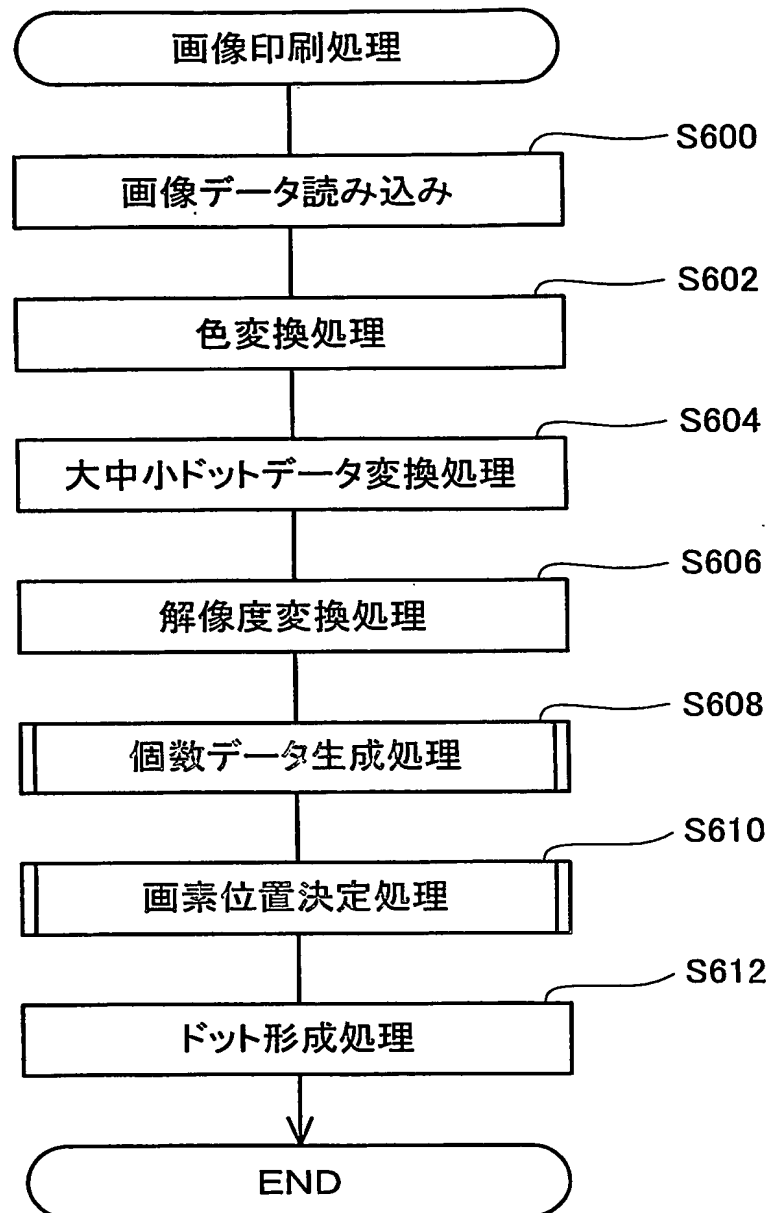 画像印刷処理
S600
画像データ読み込み
S602
色変換処理
S604
大中小ドットデータ変換処理
S606
解像度変換処理
S608
個数データ生成処理
S610
画素位置決定処理
S612
ドット形成処理
END